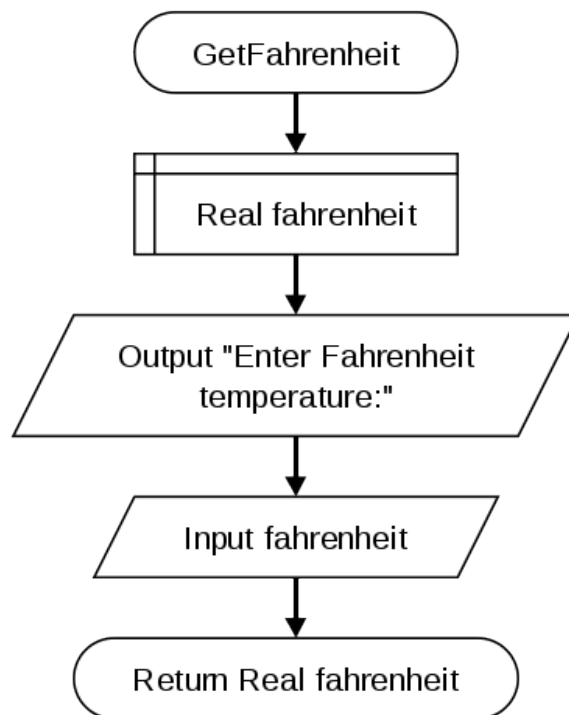 GetFahrenheit
Real fahrenheit
Output "Enter Fahrenheit
temperature:"
Input fahrenheit
Return Real fahrenheit